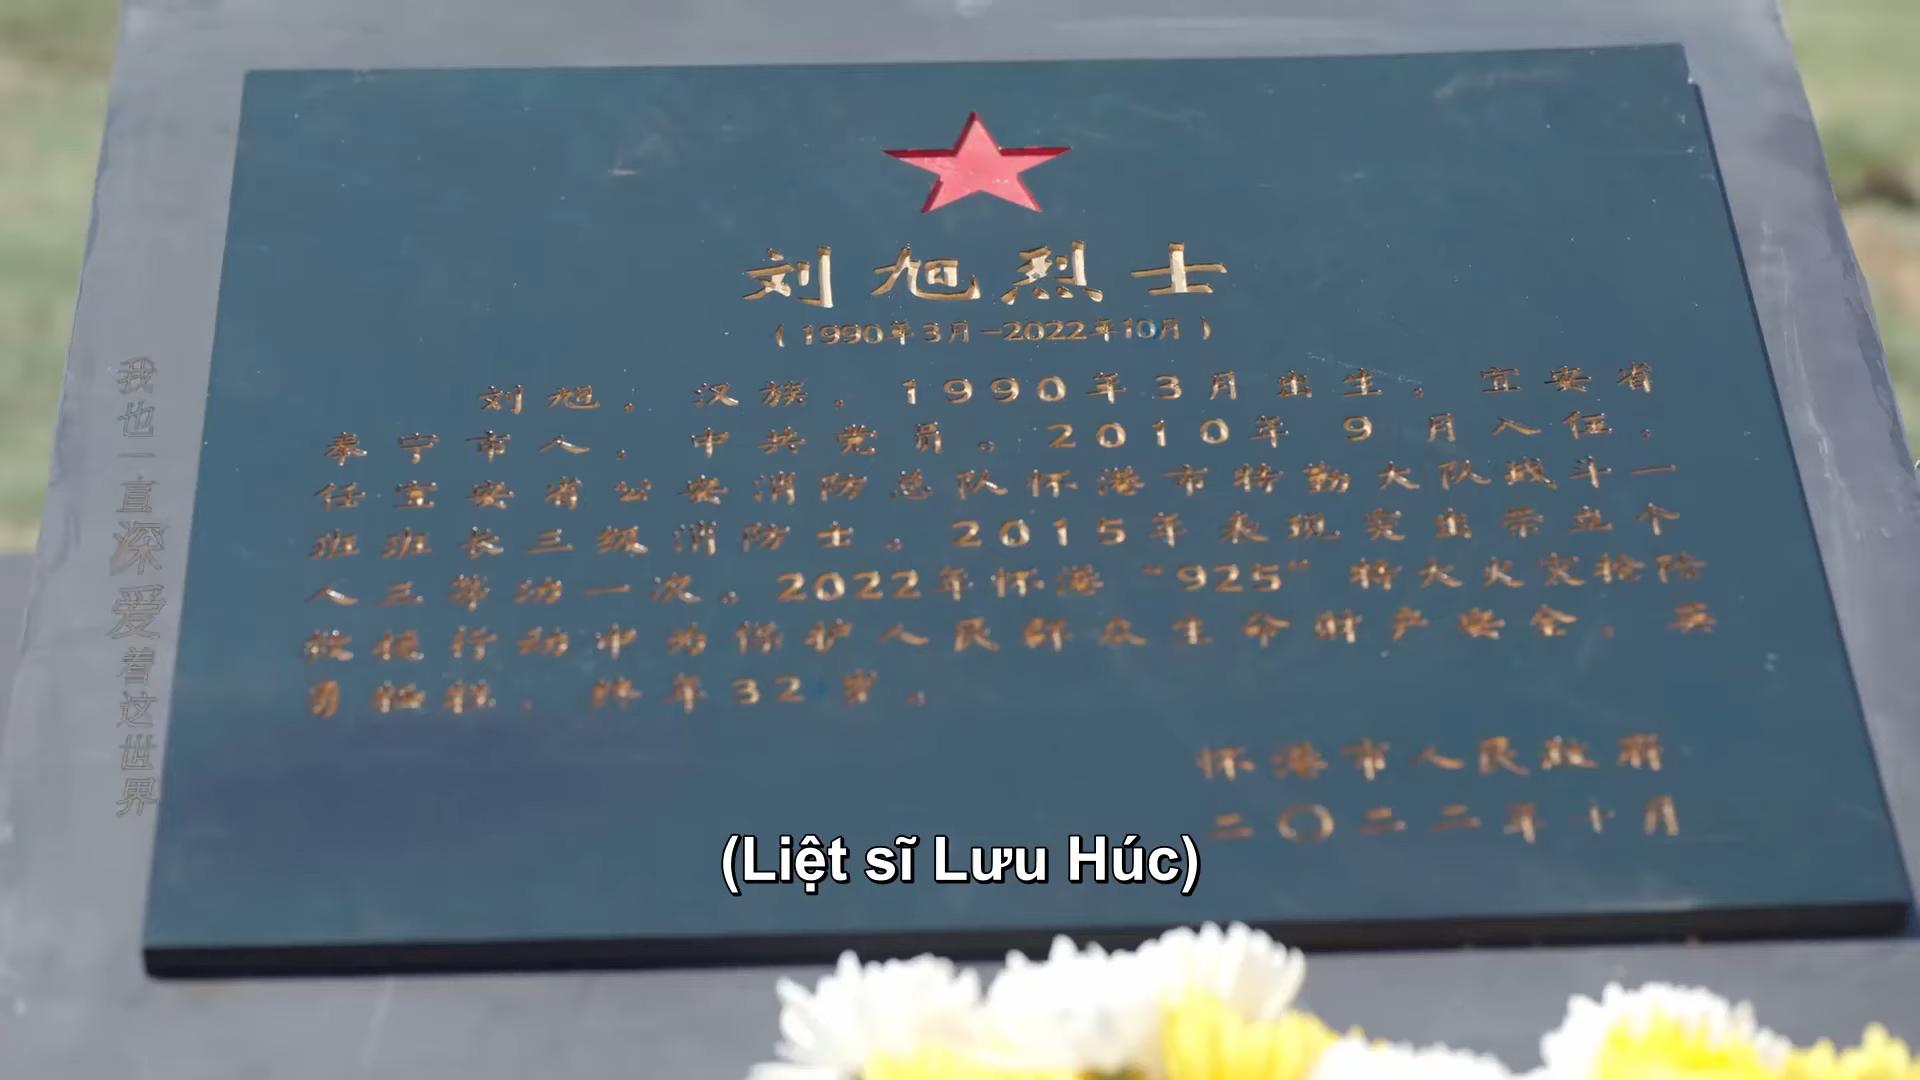 刘旭烈士
（1990年3月-2022年10月）
刘旭，汉族，1990年3月出生，宜安省
奉宁市人，中共党员。2010年9月入伍，
任宜安省公安消防总队怀港市特勤大队战斗一
班班长三级消防士。2015年表现突出荣立个
人三等功一次。2022年怀港“925”特大火灾抢险
救援行动中为保护人民群众生命财产安全，英
勇牺牲，终年32岁。
怀港市人民政府
二〇二二年十月
我也一直深爱着这世界
(Liệt sĩ Lưu Húc)